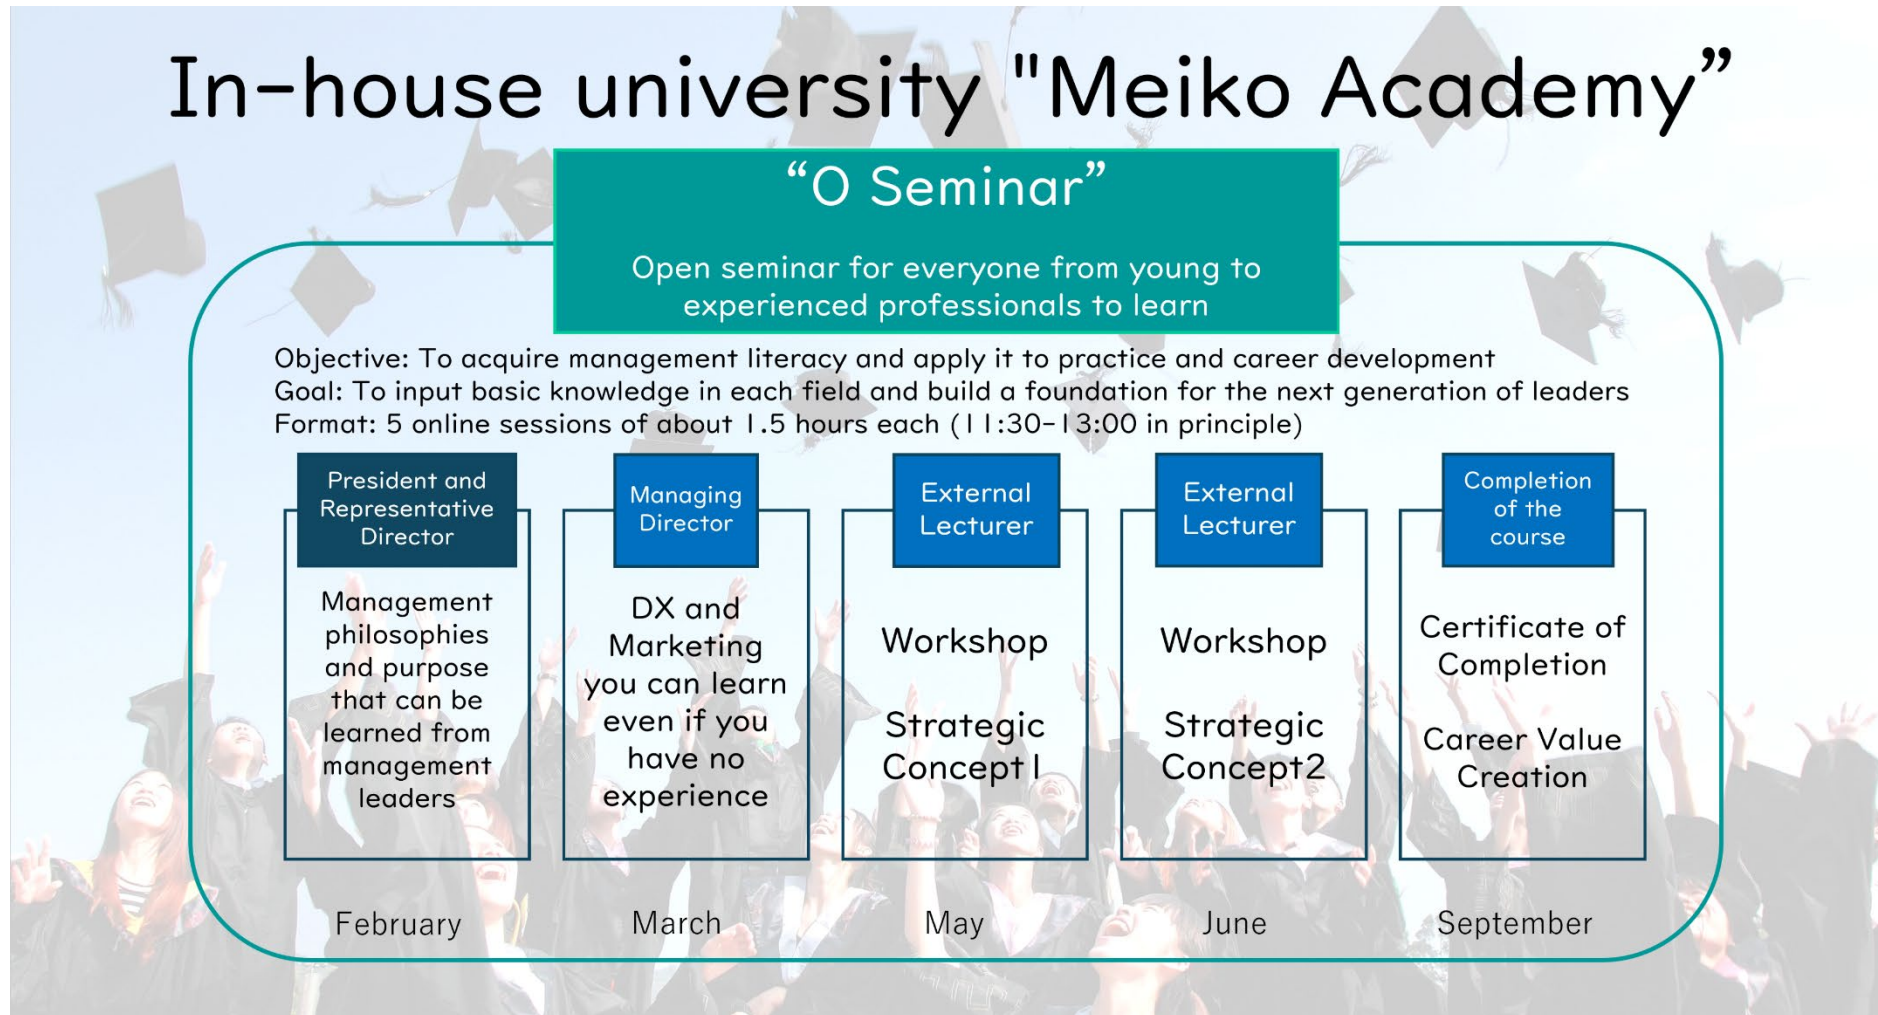 In-house university "Meiko Academy”
“O Seminar”
Open seminar for everyone from young to
experienced professionals to learn
Objective: To acquire management literacy and apply it to practice and career development
Goal: To input basic knowledge in each field and build a foundation for the next generation of leaders
Format: 5 online sessions of about 1.5 hours each (11:30-13:00 in principle)
President and
Representative
Director
Management
philosophies
and purpose
that can be
learned from
management
leaders
February
Managing
Director
DX and
Marketing
you can learn
even if you
have no
experience
March
External
Lecturer
Workshop
Strategic
Concept1
May
External
Lecturer
Workshop
Strategic
Concept2
June
Completion
of the
course
Certificate of
Completion
Career Value
Creation
September